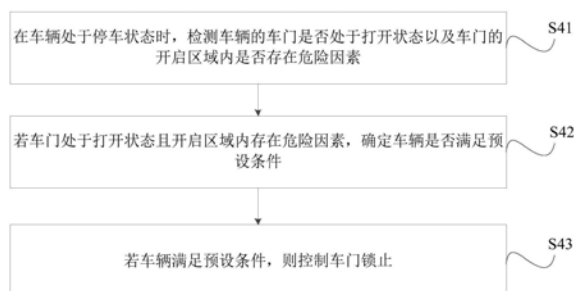 在车辆处于停车状态时，检测车辆的车门是否处于打开状态以及车门的
开启区域内是否存在危险因素
S41
若车门处于打开状态且开启区域内存在危险因素，确定车辆是否满足预
设条件
S42
若车辆满足预设条件，则控制车门锁止
S43